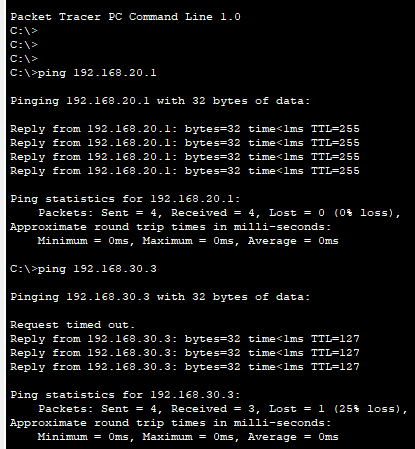 Packet Tracer PC Command Line 1.0
C:\>
C:\>
C:\>
C:\>ping 192.168.20.1
Pinging 192.168.20.1 with 32 bytes of data:
Reply from 192.168.20.1: bytes=32 time<1ms TTL=255
Reply from 192.168.20.1: bytes=32 time<1ms TTL=255
Reply from 192.168.20.1: bytes=32 time<1ms TTL=255
Reply from 192.168.20.1: bytes=32 time<1ms TTL=255
Ping statistics for 192.168.20.1:
Packets: Sent = 4, Received = 4, Lost = 0 (0% loss),
Approximate round trip times in milli-seconds:
Minimum = 0ms, Maximum = 0ms, Average = 0ms
C:\>ping 192.168.30.3
Pinging 192.168.30.3 with 32 bytes of data:
Request timed out.
Reply from 192.168.30.3: bytes=32 time<1ms TTL=127
Reply from 192.168.30.3: bytes=32 time<1ms TTL=127
Reply from 192.168.30.3: bytes=32 time<1ms TTL=127
Ping statistics for 192.168.30.3:
Packets: Sent = 4, Received = 3, Lost = 1 (25% loss),
Approximate round trip times in milli-seconds:
Minimum = 0ms, Maximum = 0ms, Average = 0ms